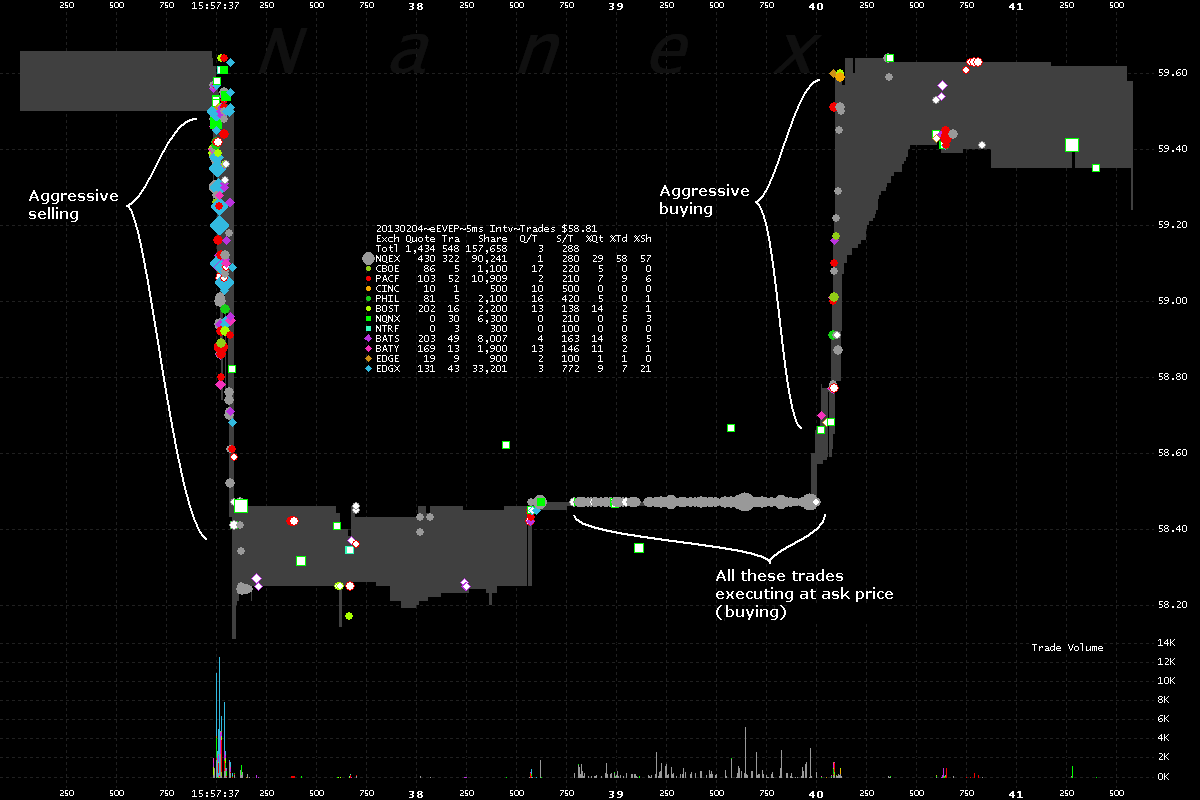 250 500 15:57:37 250 500 750 38 250 500 750 39 250 500 750 40 250 500 750 41 250 500
N a n e x
59.60
59.40
59.20
59.00
58.80
58.60
58.40
58.20
Aggressive
selling
Aggressive
buying
20130204~eEVEP~5ms Intv~Trades $58.81
Exch Quote Tra Share Q/T S/T %Qt %Td %Sh
Totl 1,434 548 157,658 3 288
NQEX 430 322 90,241 1 280 29 58 57
CBOE 86 5 1,100 17 220 5 0 0
PACF 103 52 10,909 2 210 7 9 6
CINC 10 1 500 10 500 0 0 0
PHIL 81 5 2,100 16 420 5 0 1
BOST 202 16 2,200 13 138 14 2 1
NQNX 0 30 6,300 0 210 0 5 3
NTRF 0 3 300 0 100 0 0 0
BATS 203 49 8,007 4 163 14 8 5
BATY 169 13 1,900 13 146 11 2 1
EDGE 19 9 900 2 100 1 1 0
EDGX 131 43 33,201 3 772 9 7 21
All these trades
executing at ask price
(buying)
Trade Volume
14K
12K
10K
8K
6K
4K
2K
0K
250 500 15:57:37 250 500 750 38 250 500 750 39 250 500 750 40 250 500 750 41 250 500